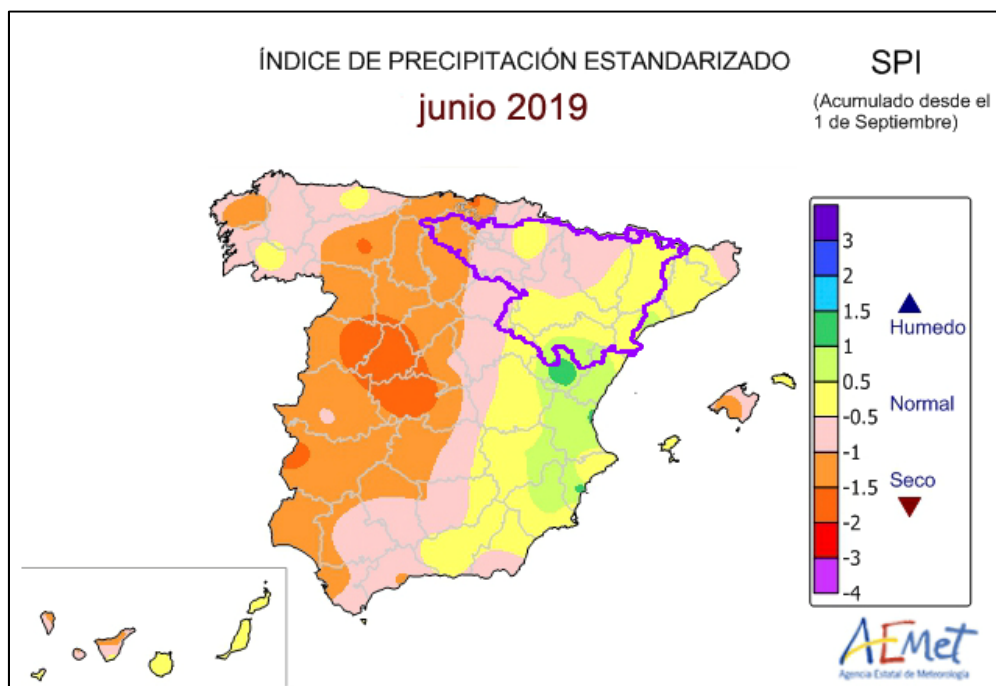 ÍNDICE DE PRECIPITACIÓN ESTANDARIZADO
junio 2019
SPI
(Acumulado desde el
1 de Septiembre)
3
2
1.5
1
0.5
-0.5
-1
-1.5
-2
-3
-4
Humedo
Normal
Seco
AEMet
Agencia Estatal de Meteorología